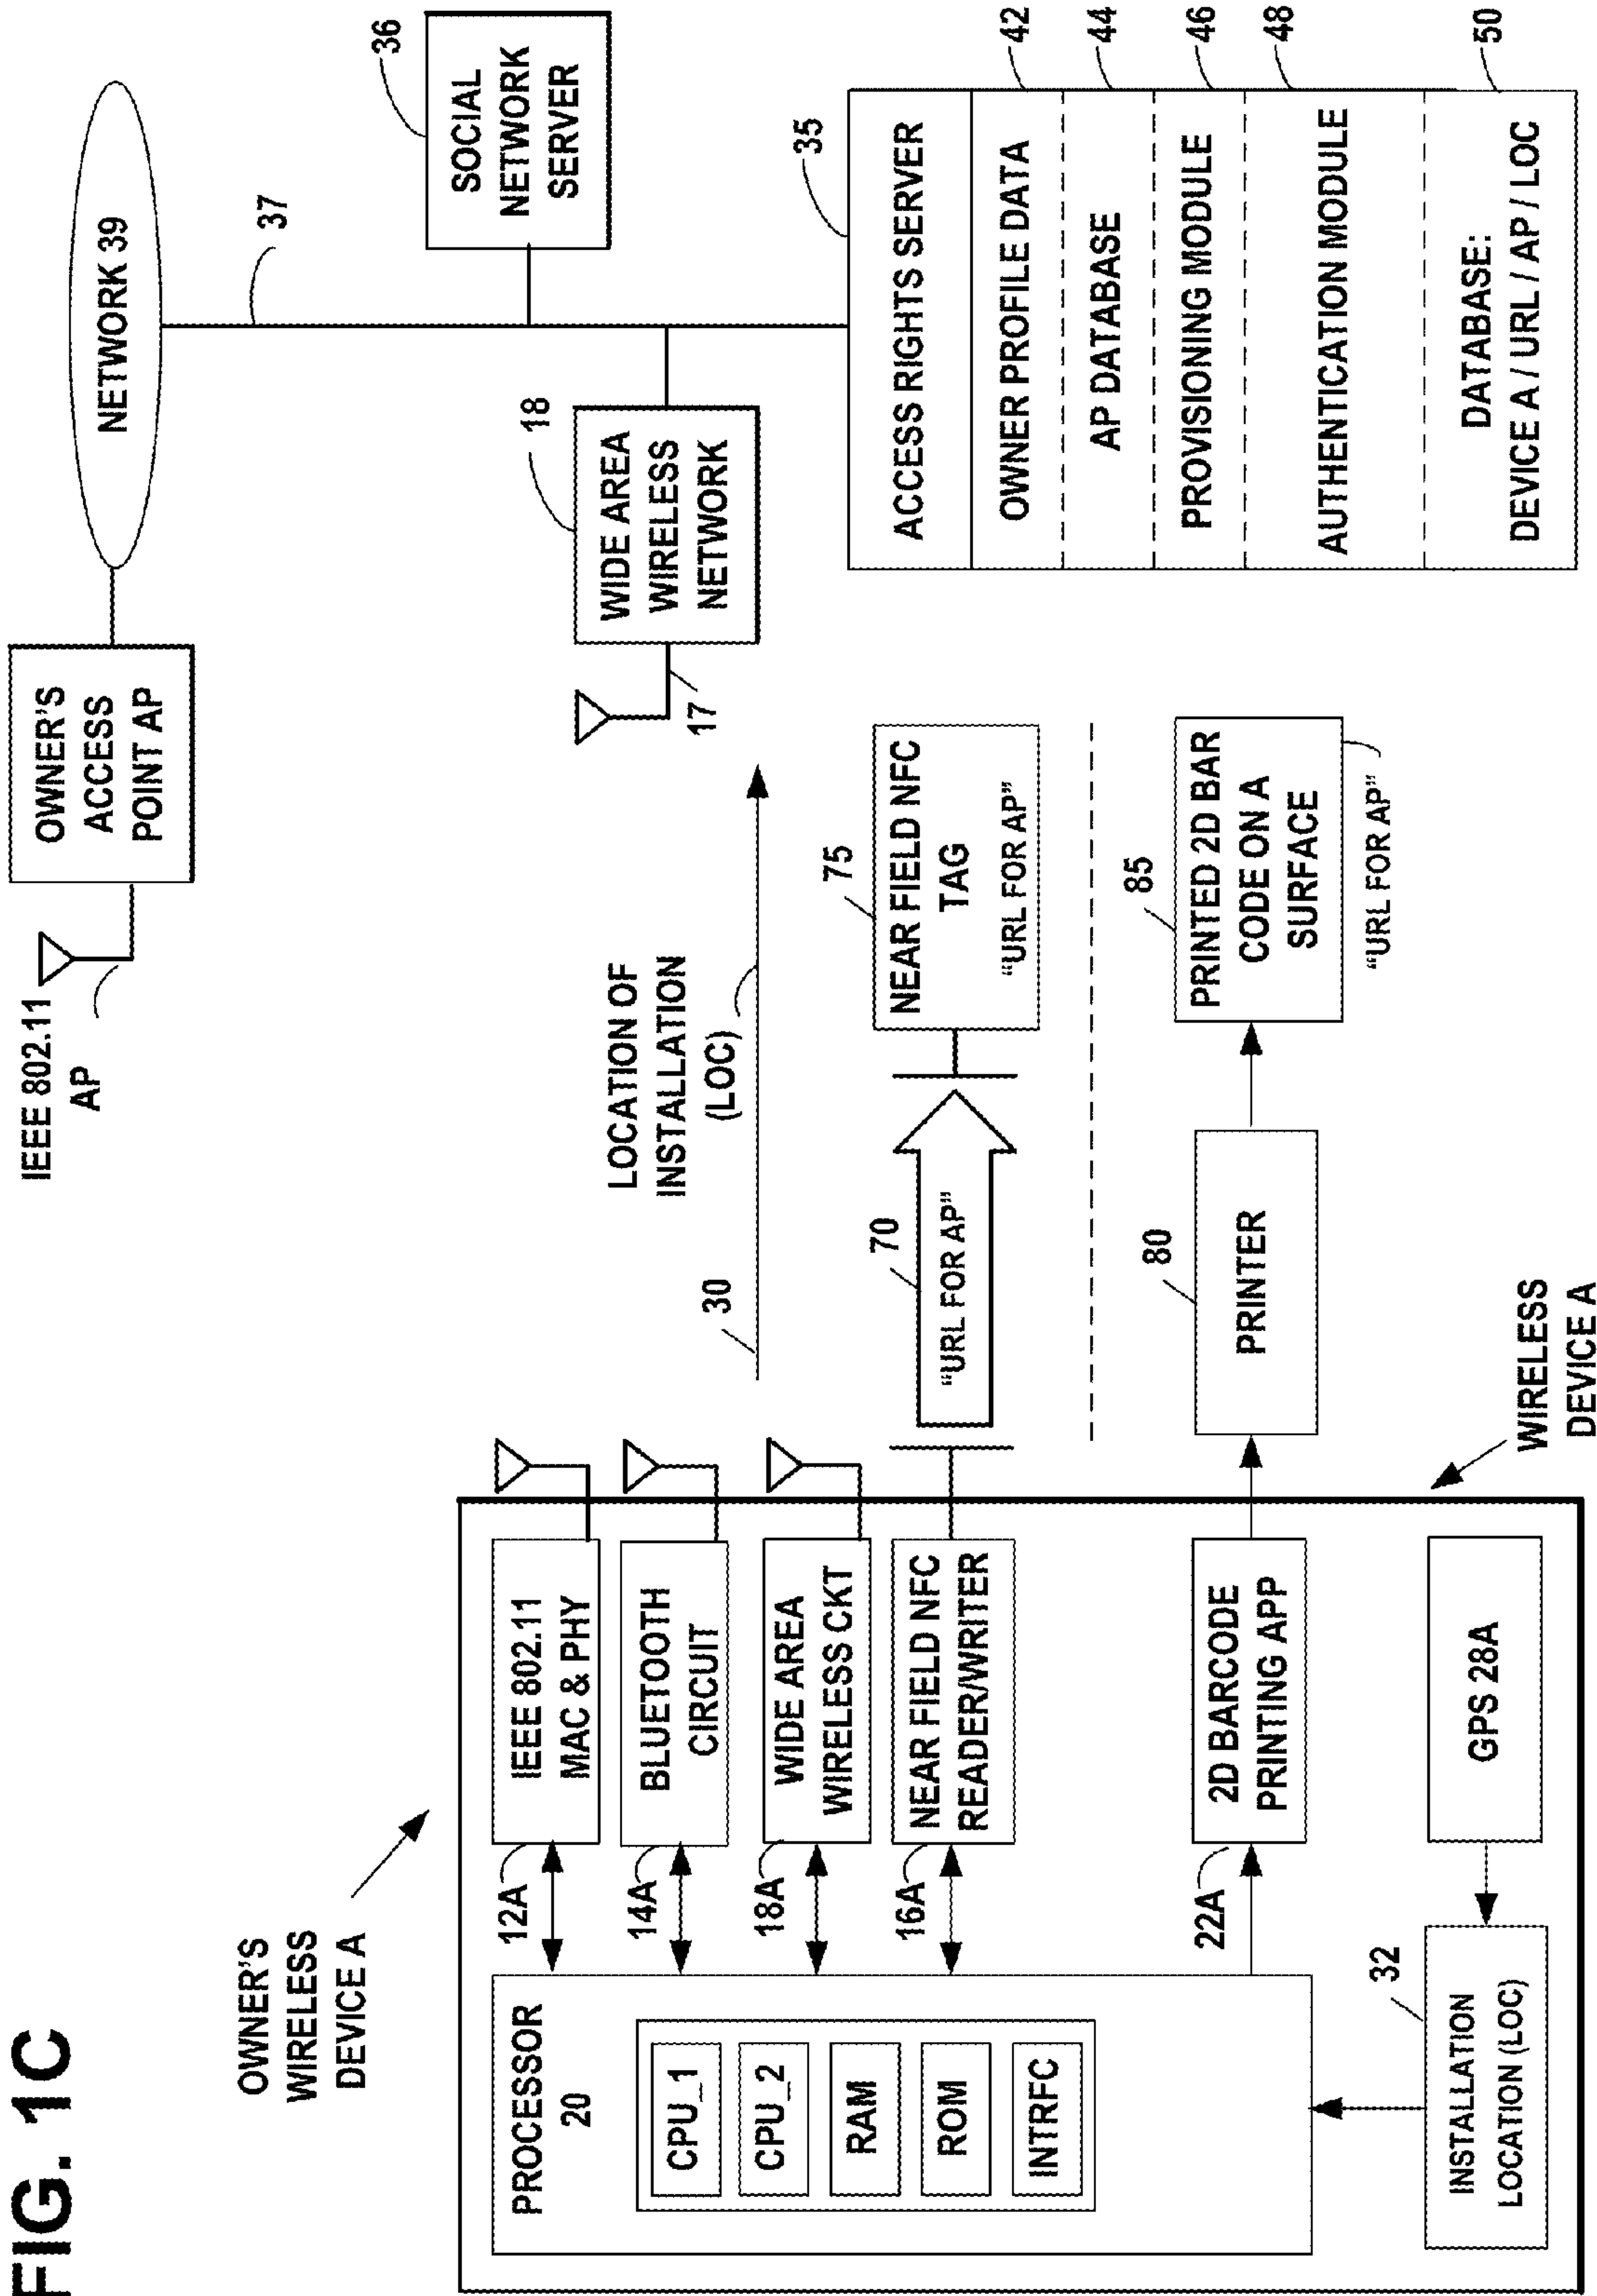 FIG. 1C
OWNER'S
WIRELESS
DEVICE A
PROCESSOR
20
CPU_1
CPU_2
RAM
ROM
INTRFC
12A
IEEE 802.11
MAC & PHY
14A
BLUETOOTH
CIRCUIT
18A
WIDE AREA
WIRELESS CKT
16A
NEAR FIELD NFC
READER/WRITER
22A
2D BARCODE
PRINTING APP
32
INSTALLATION
LOCATION (LOC)
GPS 28A
WIRELESS
DEVICE A
30
LOCATION OF
INSTALLATION
(LOC)
70
"URL FOR AP"
75
NEAR FIELD NFC
TAG
"URL FOR AP"
80
PRINTER
85
PRINTED 2D BAR
CODE ON A
SURFACE
"URL FOR AP"
IEEE 802.11
AP
OWNER'S
ACCESS
POINT AP
NETWORK 39
37
36
SOCIAL
NETWORK
SERVER
17
18
WIDE AREA
WIRELESS
NETWORK
35
ACCESS RIGHTS SERVER
OWNER PROFILE DATA
42
AP DATABASE
44
PROVISIONING MODULE
46
AUTHENTICATION MODULE
48
DATABASE:
DEVICE A / URL / AP / LOC
50